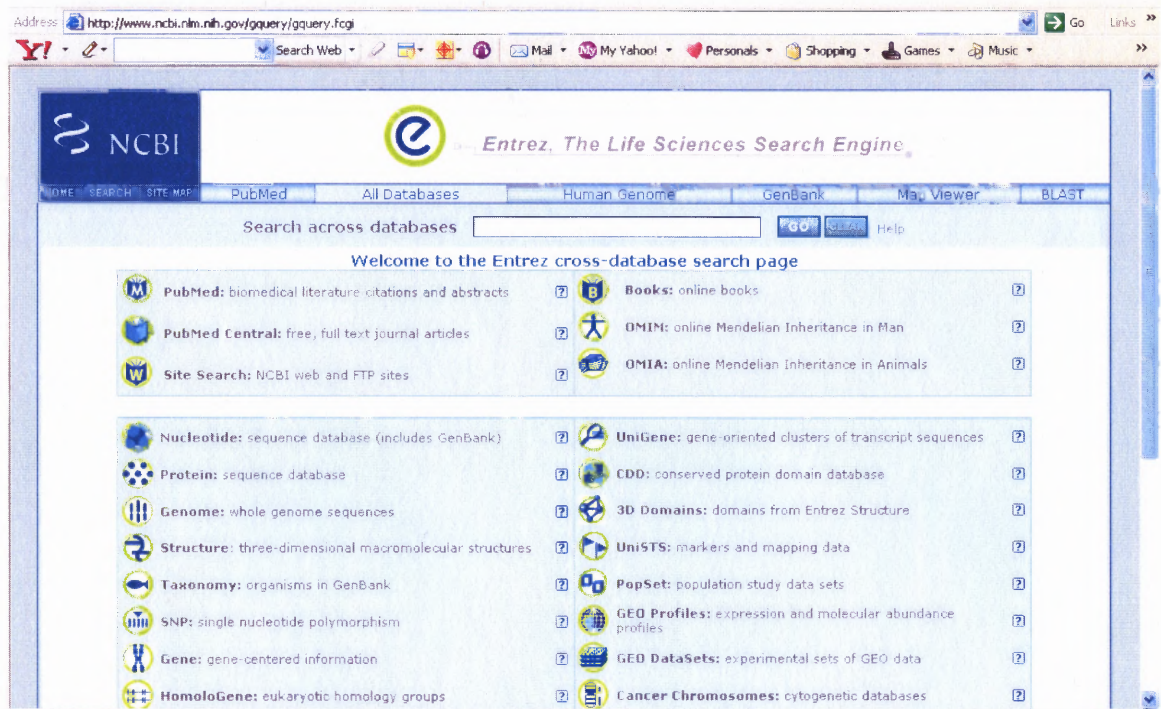 Address http://www.ncbi.nlm.nih.gov/gquery/gquery.fcgi Go Links »
Y! Search Web Mail My Yahoo! Personals Shopping Games Music »
NCBI
e Entrez, The Life Sciences Search Engine
HOME SEARCH SITE MAP PubMed All Databases Human Genome GenBank Map Viewer BLAST
Search across databases GO CLEAR Help
Welcome to the Entrez cross-database search page
M PubMed: biomedical literature citations and abstracts ?
PubMed Central: free, full text journal articles ?
W Site Search: NCBI web and FTP sites ?
B Books: online books ?
OMIM: online Mendelian Inheritance in Man ?
OMIA: online Mendelian Inheritance in Animals ?
Nucleotide: sequence database (includes GenBank) ?
Protein: sequence database ?
Genome: whole genome sequences ?
Structure: three-dimensional macromolecular structures ?
Taxonomy: organisms in GenBank ?
SNP: single nucleotide polymorphism ?
Gene: gene-centered information ?
HomoloGene: eukaryotic homology groups ?
UniGene: gene-oriented clusters of transcript sequences ?
CDD: conserved protein domain database ?
3D Domains: domains from Entrez Structure ?
UniSTS: markers and mapping data ?
PopSet: population study data sets ?
GEO Profiles: expression and molecular abundance
profiles ?
GEO DataSets: experimental sets of GEO data ?
Cancer Chromosomes: cytogenetic databases ?